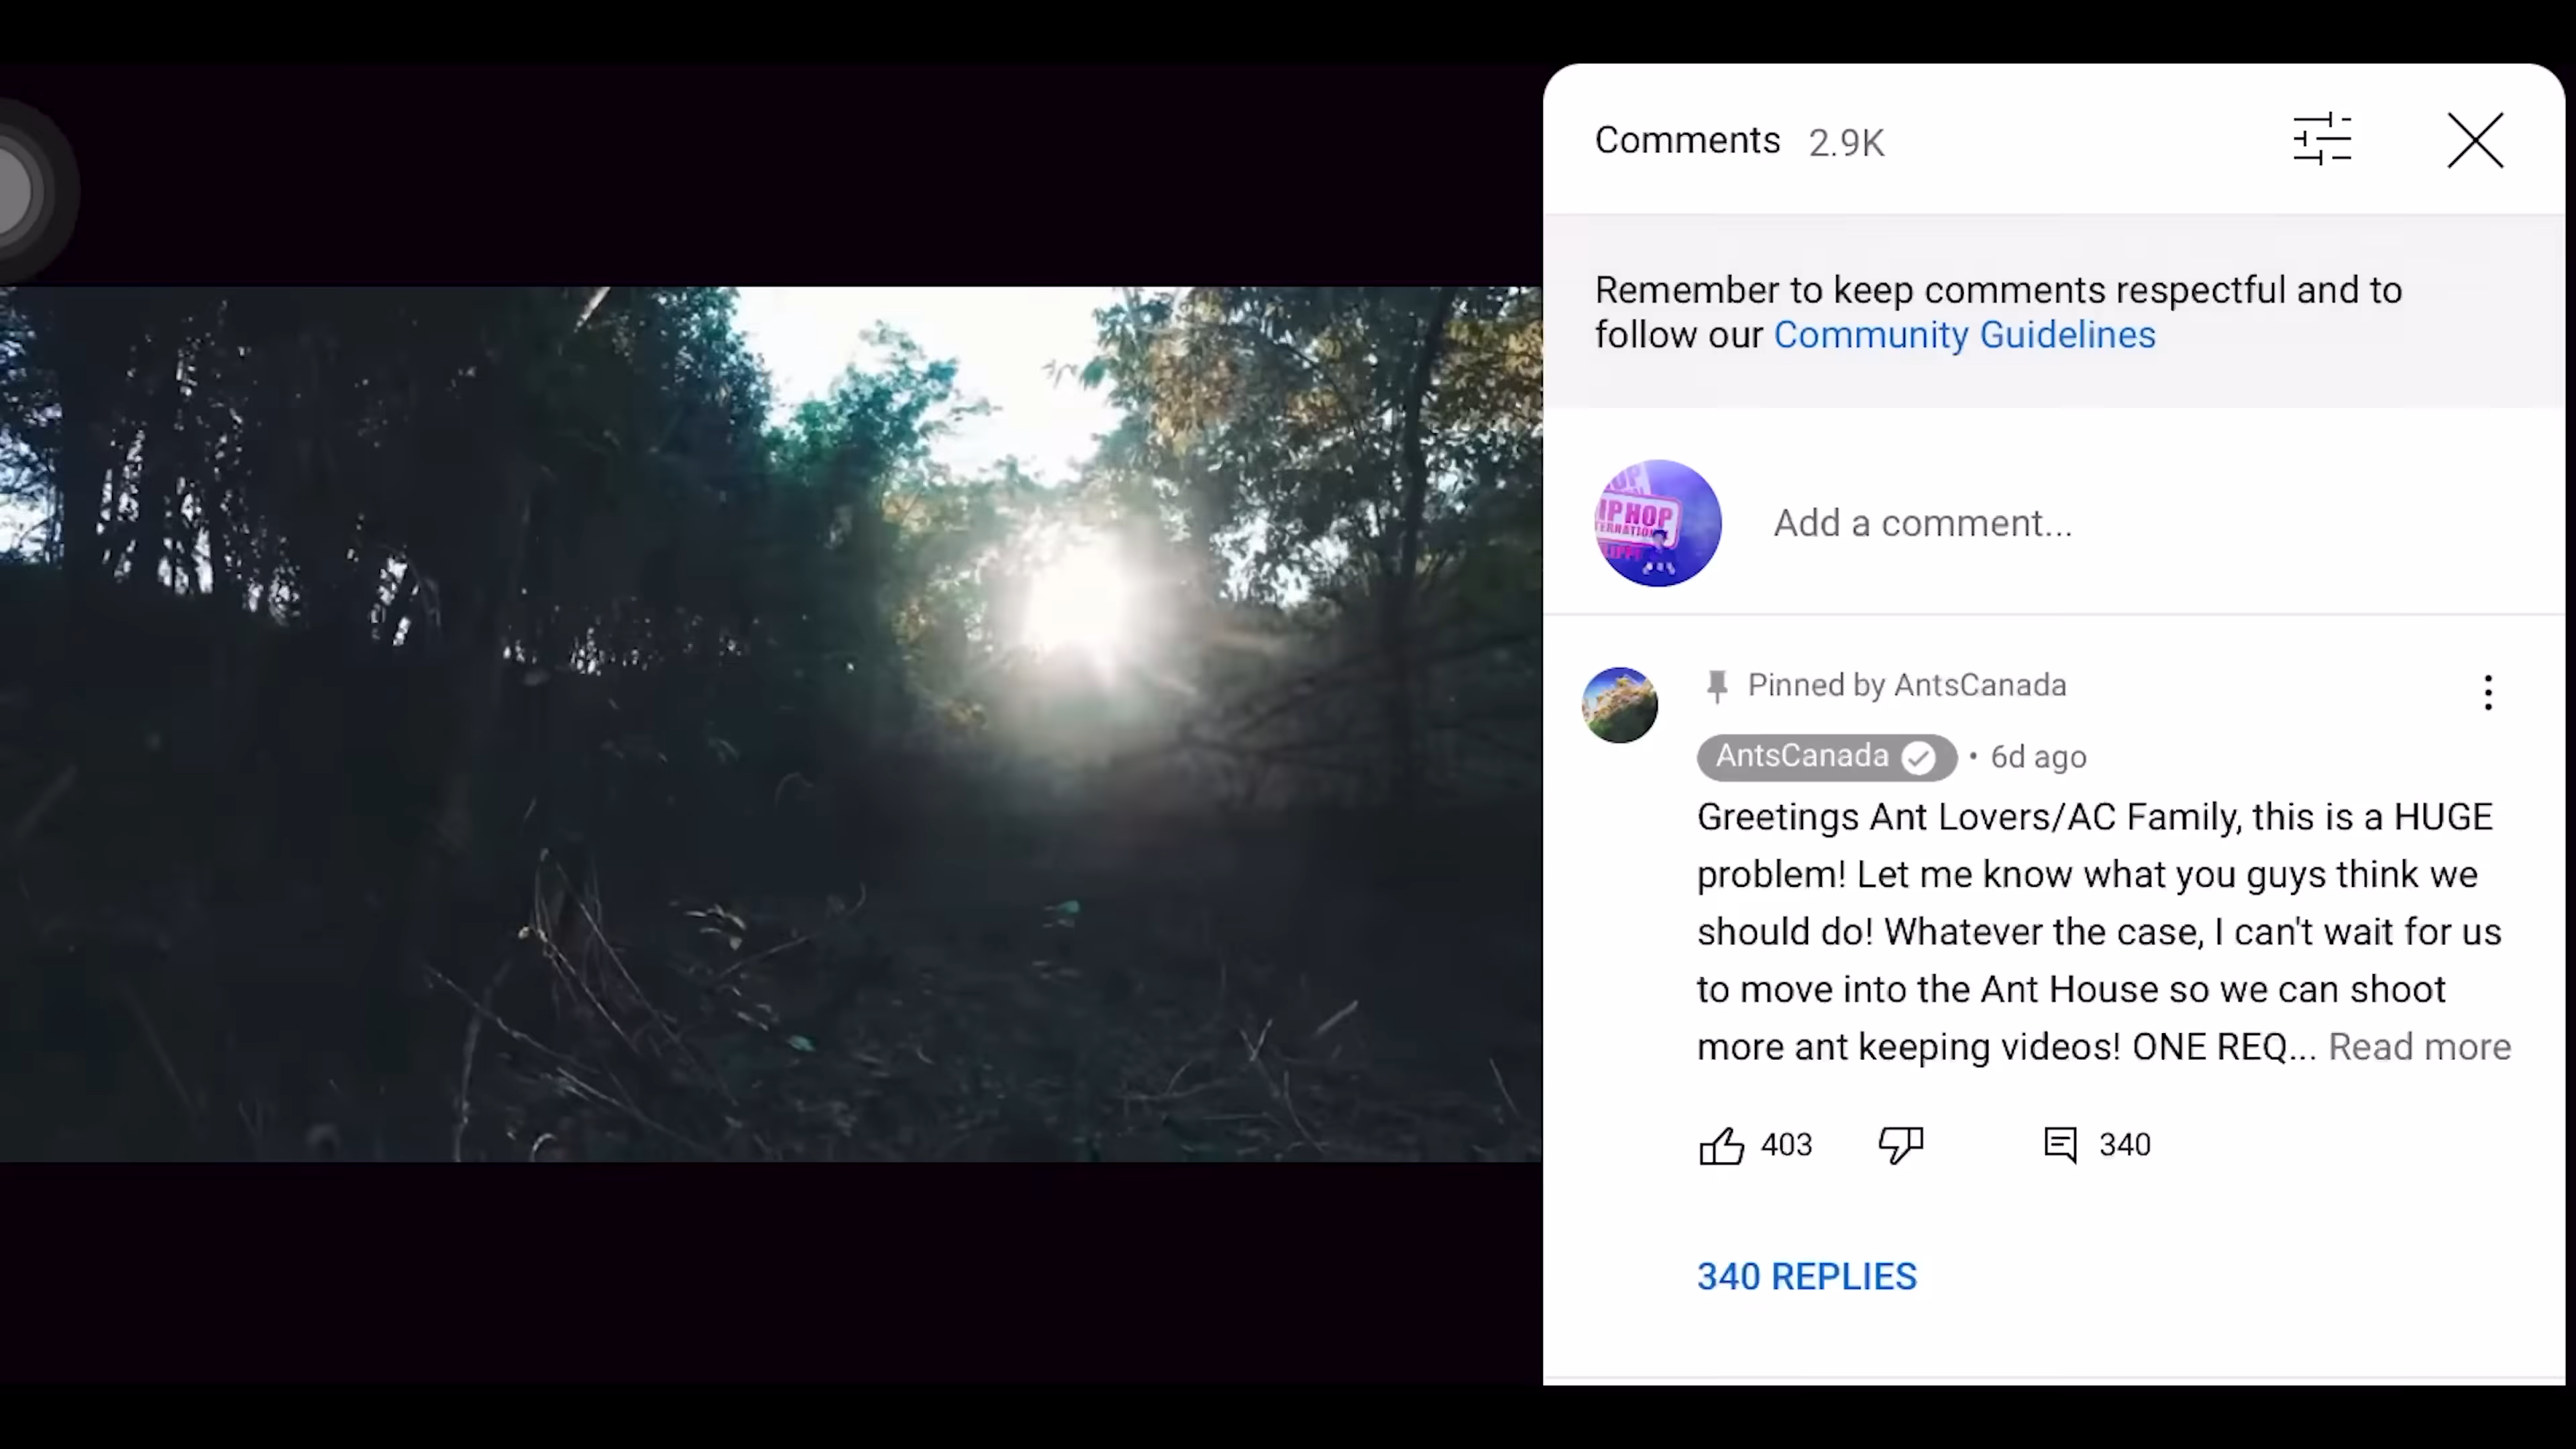 Comments 2.9K
Remember to keep comments respectful and to
follow our Community Guidelines
HIP HOP
Add a comment...
Pinned by AntsCanada
AntsCanada • 6d ago
Greetings Ant Lovers/AC Family, this is a HUGE
problem! Let me know what you guys think we
should do! Whatever the case, I can't wait for us
to move into the Ant House so we can shoot
more ant keeping videos! ONE REQ... Read more
403 340
340 REPLIES